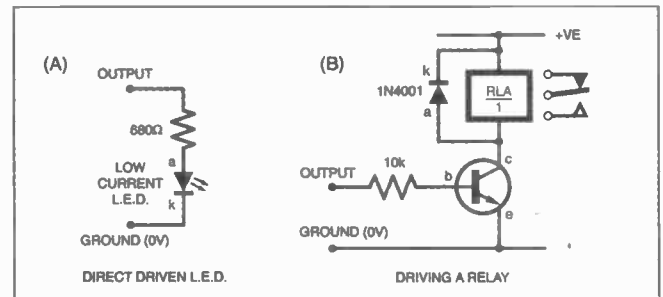 (A)
OUTPUT
680Ω
a
LOW
CURRENT
L.E.D.
k
GROUND (0V)
DIRECT DRIVEN L.E.D.
(B)
+VE
k
1N4001
a
RLA
1
10k
OUTPUT
b
c
e
GROUND (0V)
DRIVING A RELAY